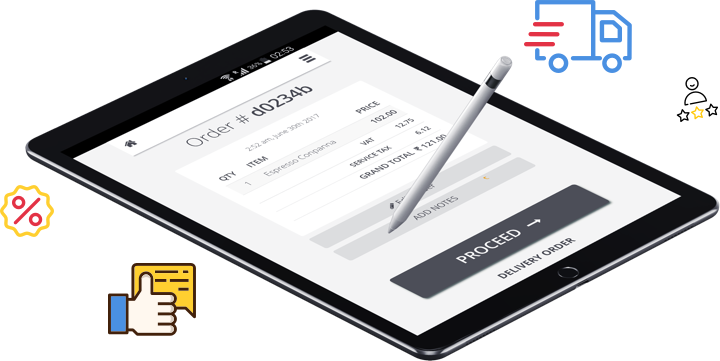 36% 02:53
Order # d0234b
2:52 am, June 30th 2017
QTY ITEM PRICE
1 Espresso Conpanna 102.00
VAT 12.75
SERVICE TAX 6.12
GRAND TOTAL ₹ 121.00
ADD NOTES
PROCEED →
DELIVERY ORDER
%